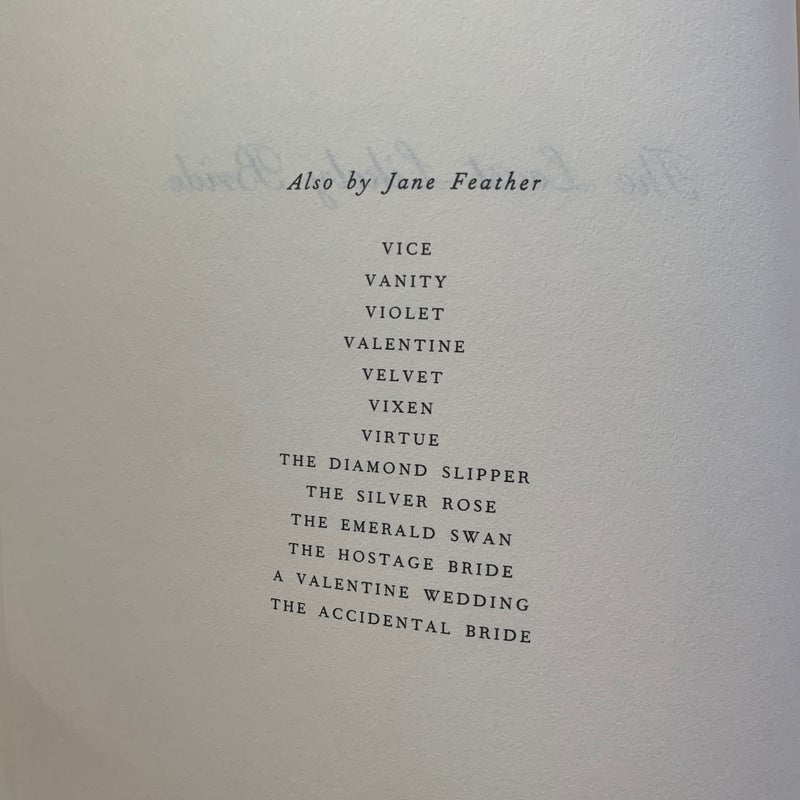 Also by Jane Feather
VICE
VANITY
VIOLET
VALENTINE
VELVET
VIXEN
VIRTUE
THE DIAMOND SLIPPER
THE SILVER ROSE
THE EMERALD SWAN
THE HOSTAGE BRIDE
A VALENTINE WEDDING
THE ACCIDENTAL BRIDE